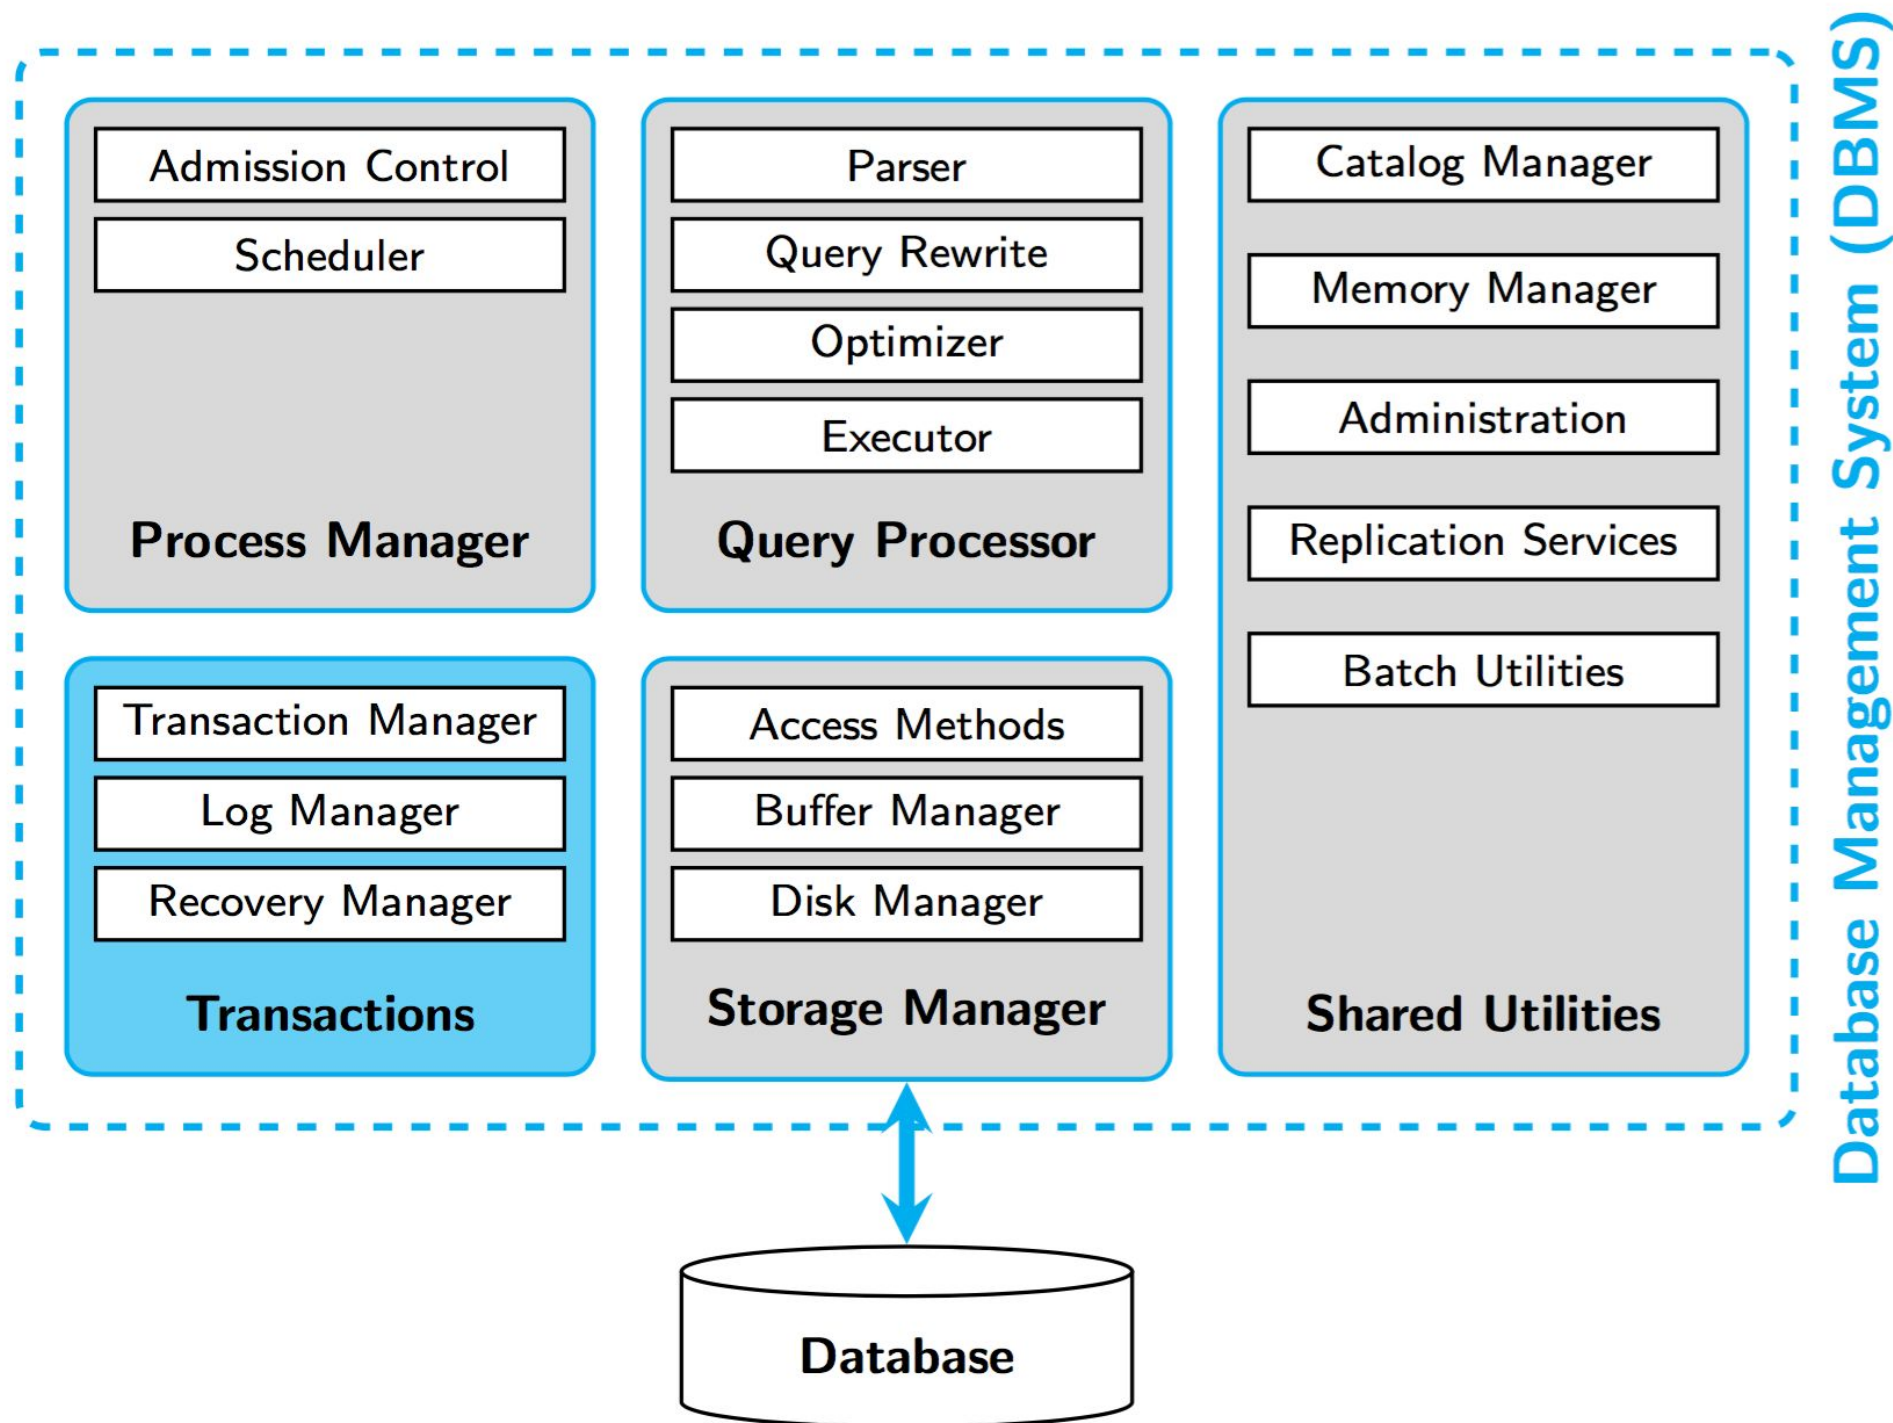 Admission Control
Scheduler
Process Manager
Parser
Query Rewrite
Optimizer
Executor
Query Processor
Catalog Manager
Memory Manager
Administration
Replication Services
Batch Utilities
Shared Utilities
Transaction Manager
Log Manager
Recovery Manager
Transactions
Access Methods
Buffer Manager
Disk Manager
Storage Manager
Database
Database Management System (DBMS)